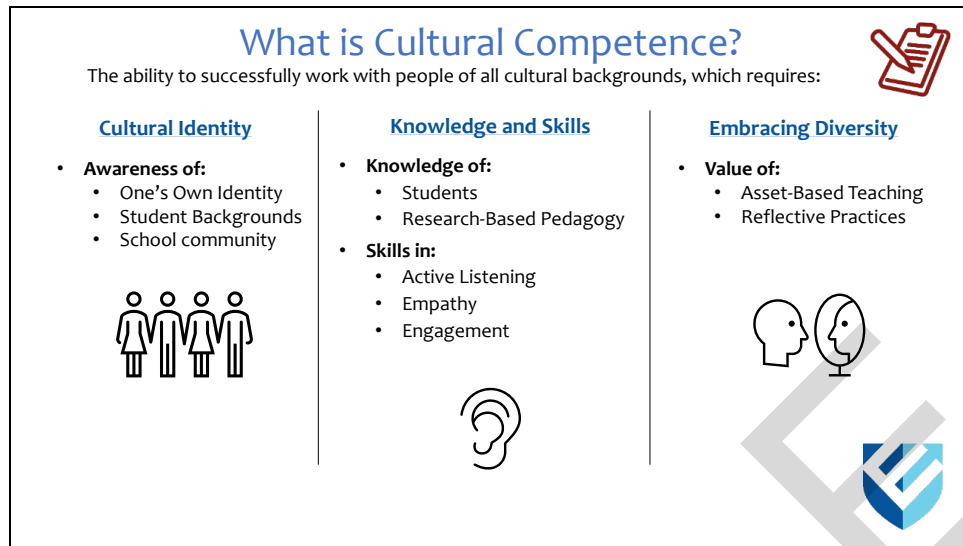 What is Cultural Competence?
The ability to successfully work with people of all cultural backgrounds, which requires:
Cultural Identity
• Awareness of:
• One's Own Identity
• Student Backgrounds
• School community
Knowledge and Skills
• Knowledge of:
• Students
• Research-Based Pedagogy
• Skills in:
• Active Listening
• Empathy
• Engagement
Embracing Diversity
• Value of:
• Asset-Based Teaching
• Reflective Practices